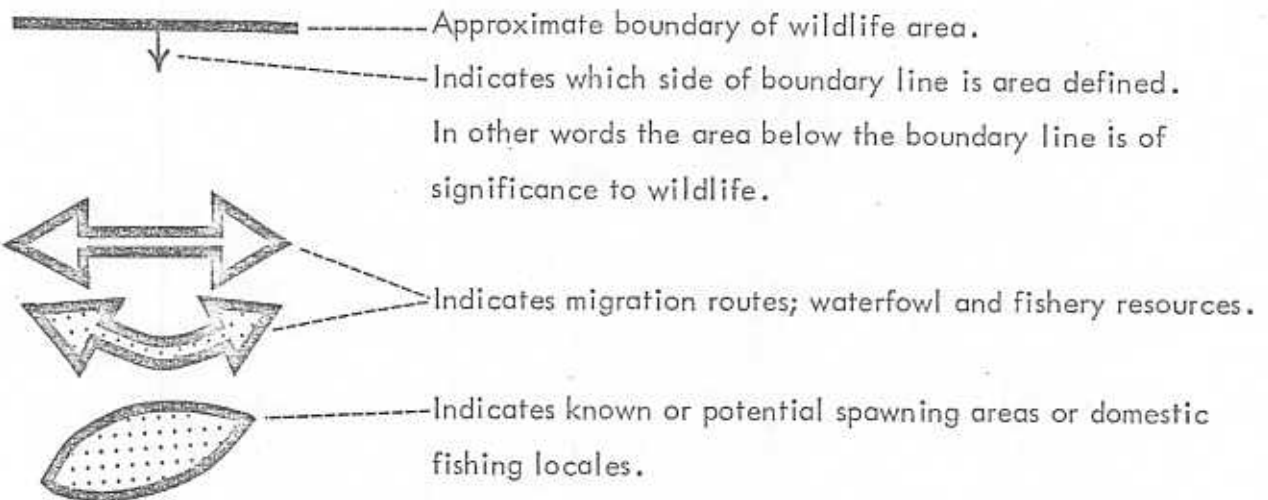 Approximate boundary of wildlife area.
Indicates which side of boundary line is area defined.
In other words the area below the boundary line is of
significance to wildlife.
Indicates migration routes; waterfowl and fishery resources.
Indicates known or potential spawning areas or domestic
fishing locales.